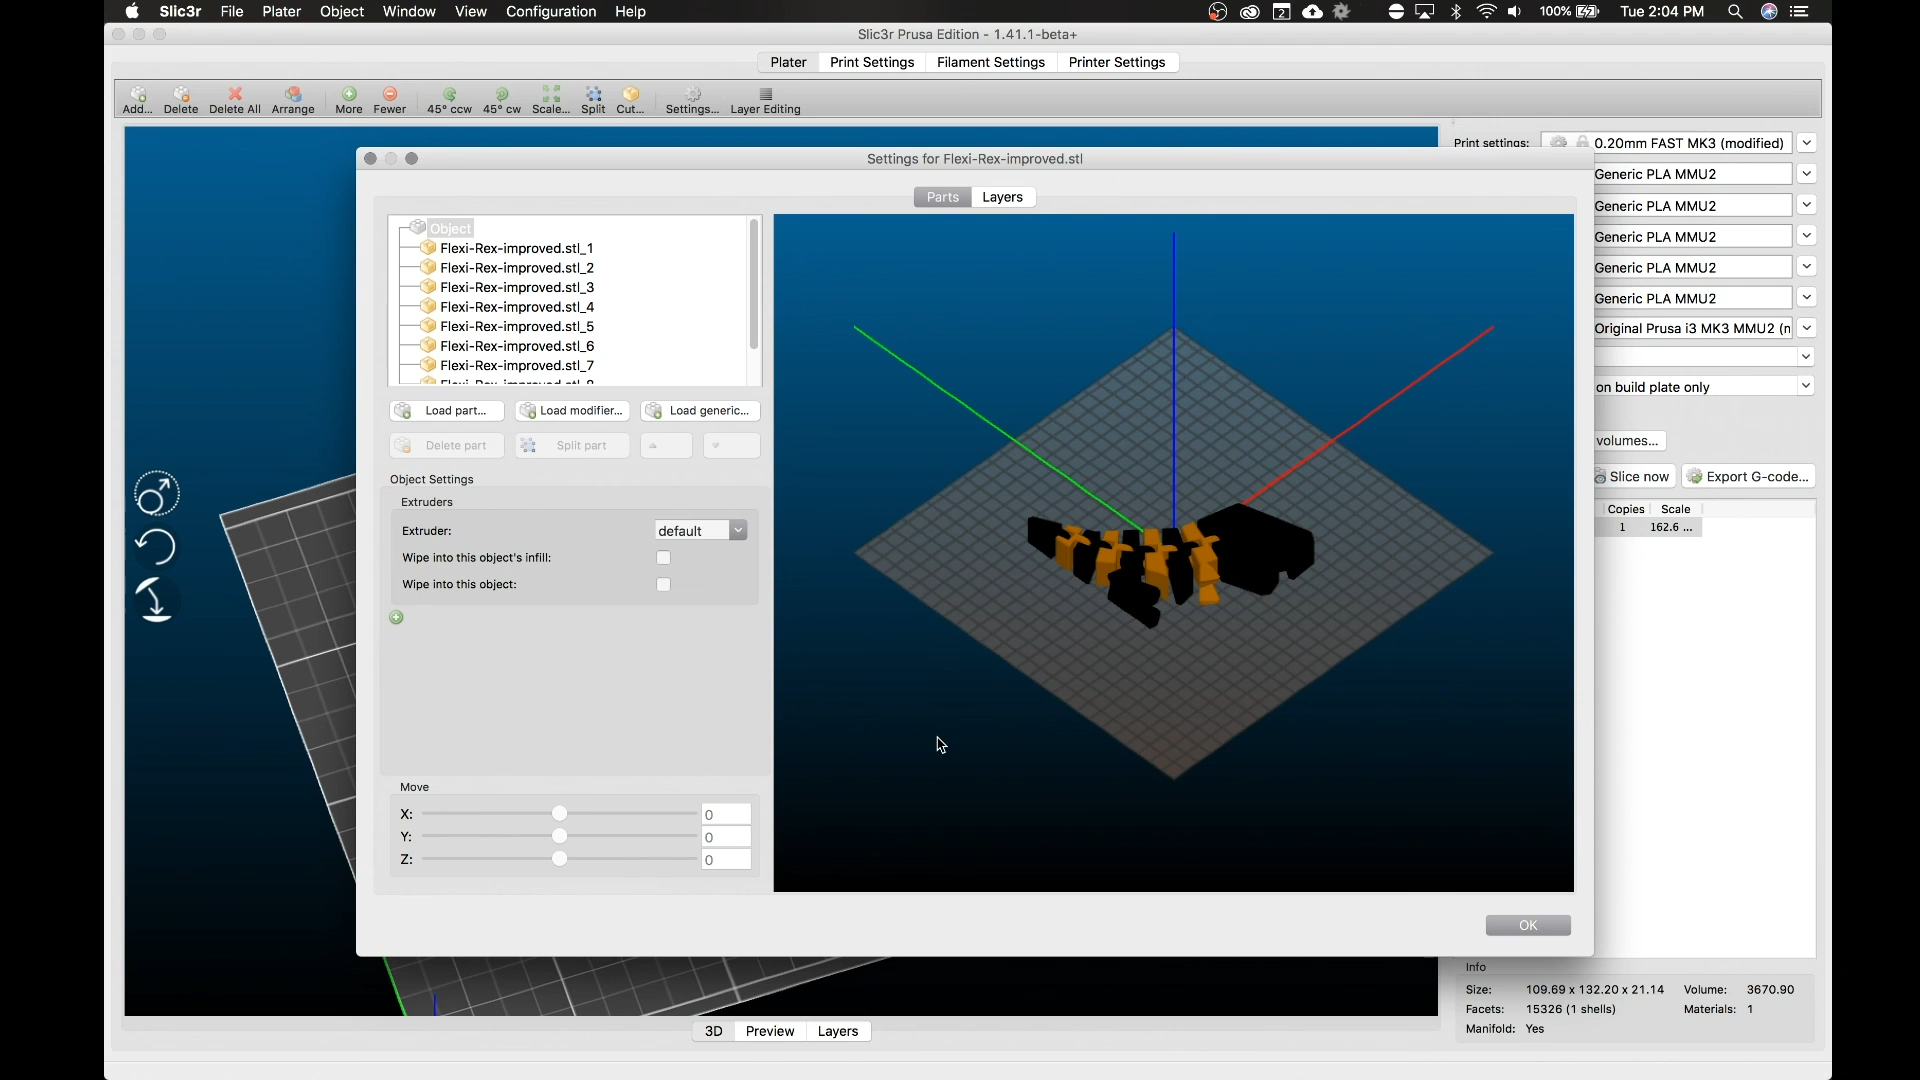 Slic3r File Plater Object Window View Configuration Help 2 100% Tue 2:04 PM
Slic3r Prusa Edition - 1.41.1-beta+
Plater Print Settings Filament Settings Printer Settings
Add... Delete Delete All Arrange More Fewer 45° ccw 45° cw Scale... Split Cut... Settings... Layer Editing
Print settings: 0.20mm FAST MK3 (modified)
Settings for Flexi-Rex-improved.stl
Generic PLA MMU2
Parts Layers
Generic PLA MMU2
Object
Generic PLA MMU2
Flexi-Rex-improved.stl_1
Flexi-Rex-improved.stl_2
Generic PLA MMU2
Flexi-Rex-improved.stl_3
Generic PLA MMU2
Flexi-Rex-improved.stl_4
Flexi-Rex-improved.stl_5
Original Prusa i3 MK3 MMU2 (
Flexi-Rex-improved.stl_6
Flexi-Rex-improved.stl_7
on build plate only
Load part... Load modifier... Load generic...
Delete part Split part
volumes...
Object Settings
Slice now Export G-code...
Extruders
Copies Scale
Extruder: default
1 162.6 ...
Wipe into this object's infill:
Wipe into this object:
Move
X: 0
Y: 0
Z: 0
OK
Info
Size: 109.69 x 132.20 x 21.14 Volume: 3670.90
Facets: 15326 (1 shells) Materials: 1
Manifold: Yes
3D Preview Layers